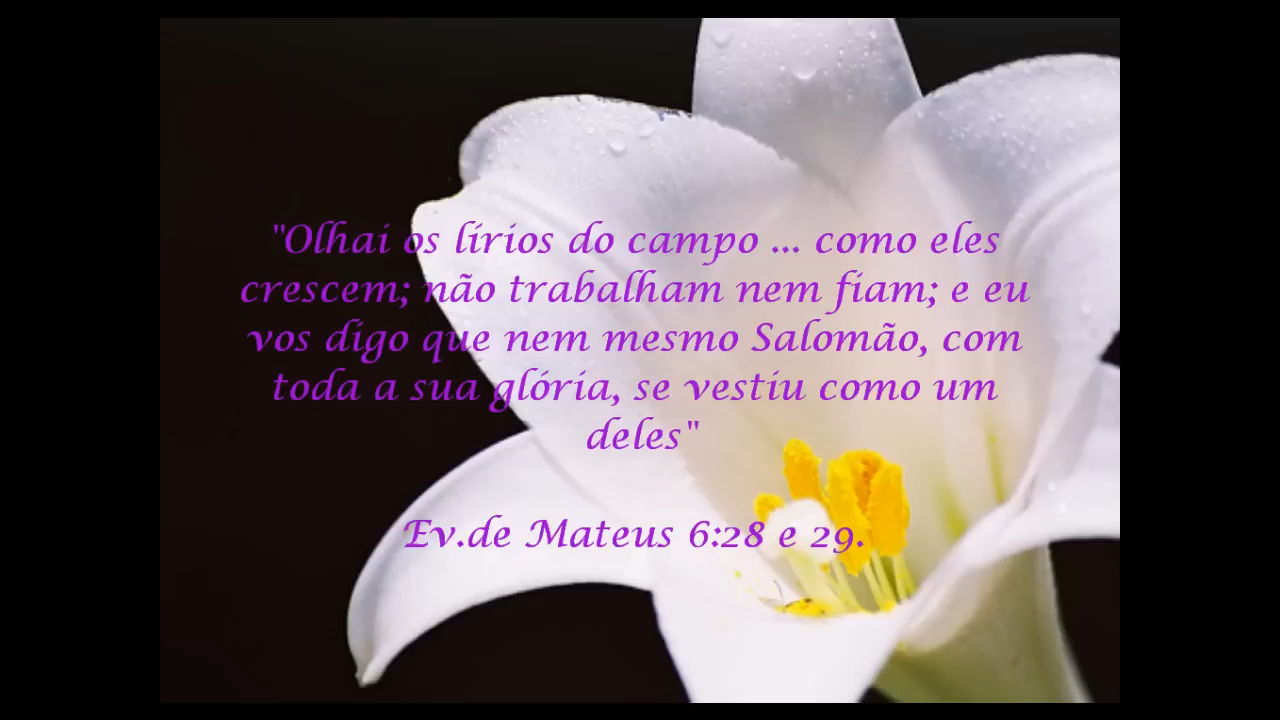 "Olhai os lírios do campo ... como eles
crescem; não trabalham nem fiam; e eu
vos digo que nem mesmo Salomão, com
toda a sua glória, se vestiu como um
deles"
Ev.de Mateus 6:28 e 29.